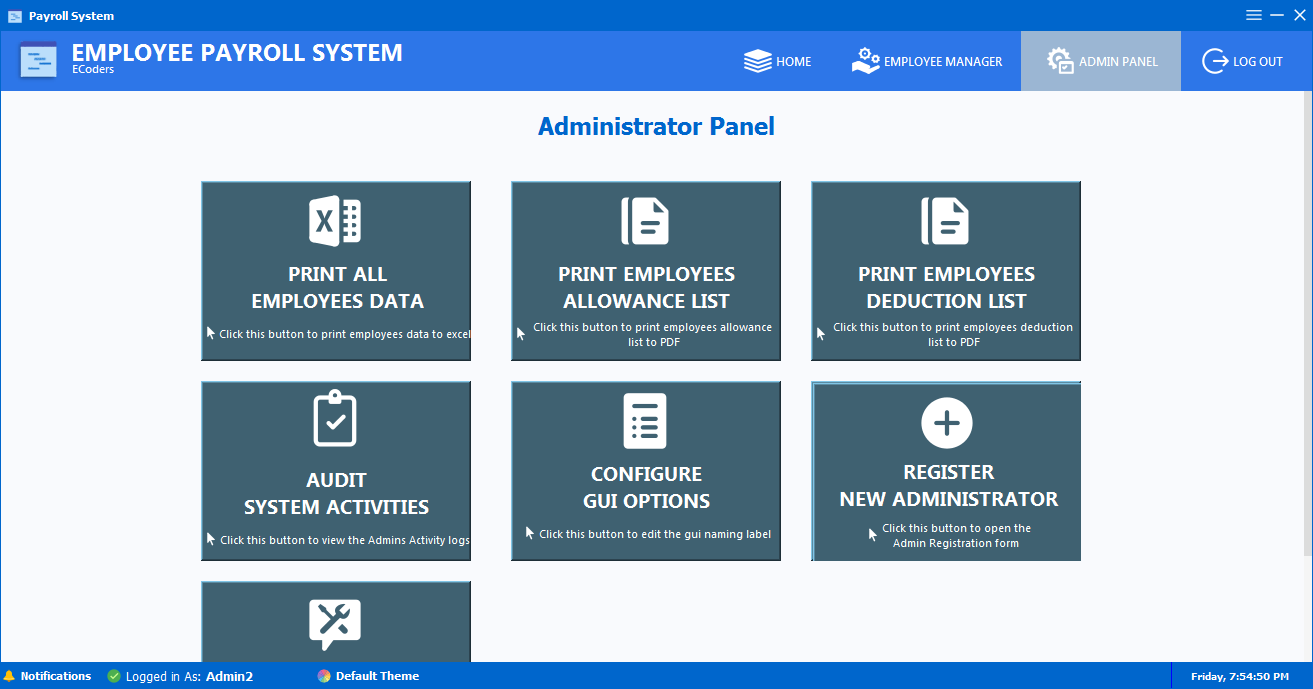 Payroll System
EMPLOYEE PAYROLL SYSTEM
ECoders
HOME
EMPLOYEE MANAGER
ADMIN PANEL
LOG OUT
Administrator Panel
PRINT ALL
EMPLOYEES DATA
Click this button to print employees data to excel
PRINT EMPLOYEES
ALLOWANCE LIST
Click this button to print employees allowance
list to PDF
PRINT EMPLOYEES
DEDUCTION LIST
Click this button to print employees deduction
list to PDF
AUDIT
SYSTEM ACTIVITIES
Click this button to view the Admins Activity logs
CONFIGURE
GUI OPTIONS
Click this button to edit the gui naming label
REGISTER
NEW ADMINISTRATOR
Click this button to open the
Admin Registration form
Notifications
Logged in As: Admin2
Default Theme
Friday, 7:54:50 PM